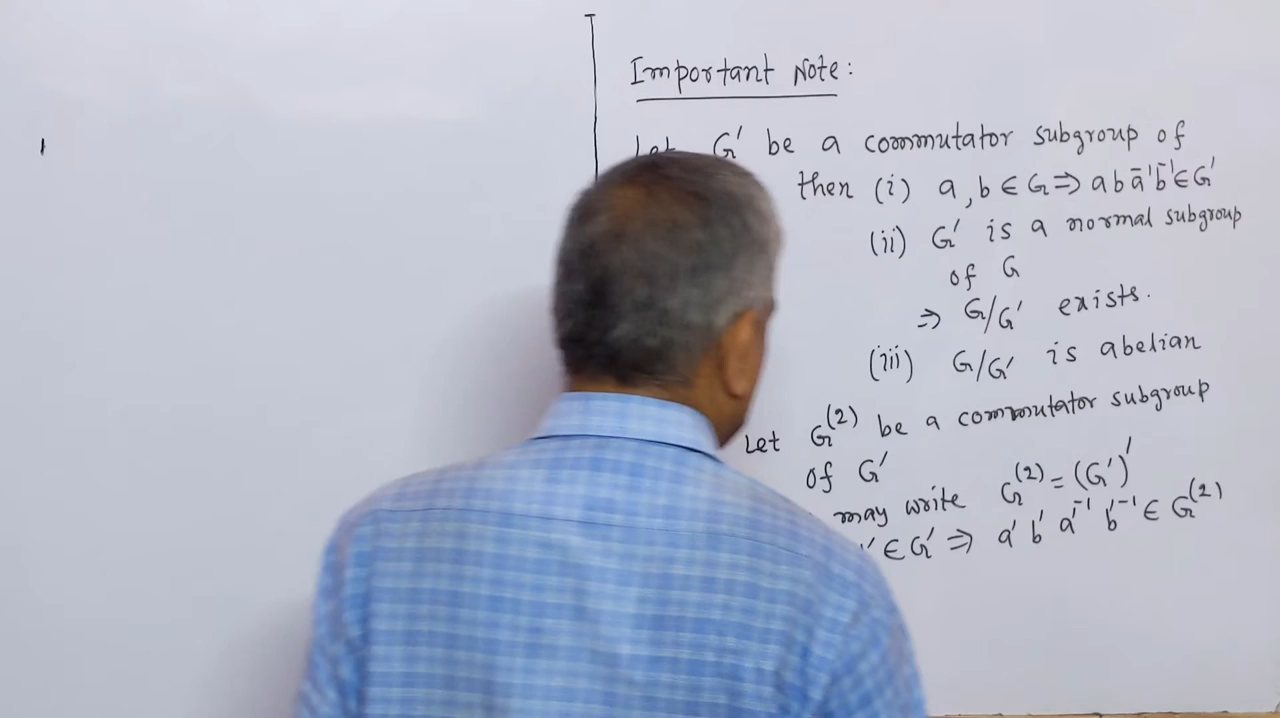 Important Note:
Let G' be a commutator subgroup of
then (i) a, b ∈ G ⇒ a b a⁻¹ b⁻¹ ∈ G'
(ii) G' is a normal subgroup
of G
⇒ G/G' exists.
(iii) G/G' is abelian
Let G⁽²⁾ be a commutator subgroup
of G'
may write G⁽²⁾ = (G')'
' ∈ G' ⇒ a' b' a'⁻¹ b'⁻¹ ∈ G⁽²⁾